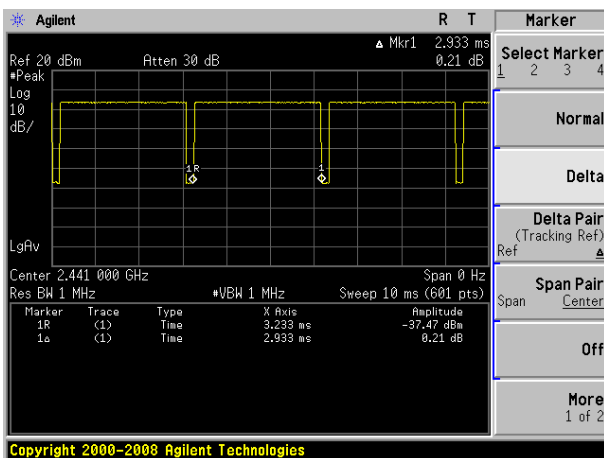 Agilent R T Marker
Δ Mkr1 2.933 ms
Ref 20 dBm Atten 30 dB 0.21 dB
#Peak
Log
10
dB/
1R
1
LgAv
Center 2.441 000 GHz Span 0 Hz
Res BW 1 MHz #VBW 1 MHz Sweep 10 ms (601 pts)
Marker Trace Type X Axis Amplitude
1R (1) Time 3.233 ms -37.47 dBm
1Δ (1) Time 2.933 ms 0.21 dB
Select Marker
1 2 3 4
Normal
Delta
Delta Pair
(Tracking Ref)
Ref Δ
Span Pair
Span Center
Off
More
1 of 2
Copyright 2000-2008 Agilent Technologies